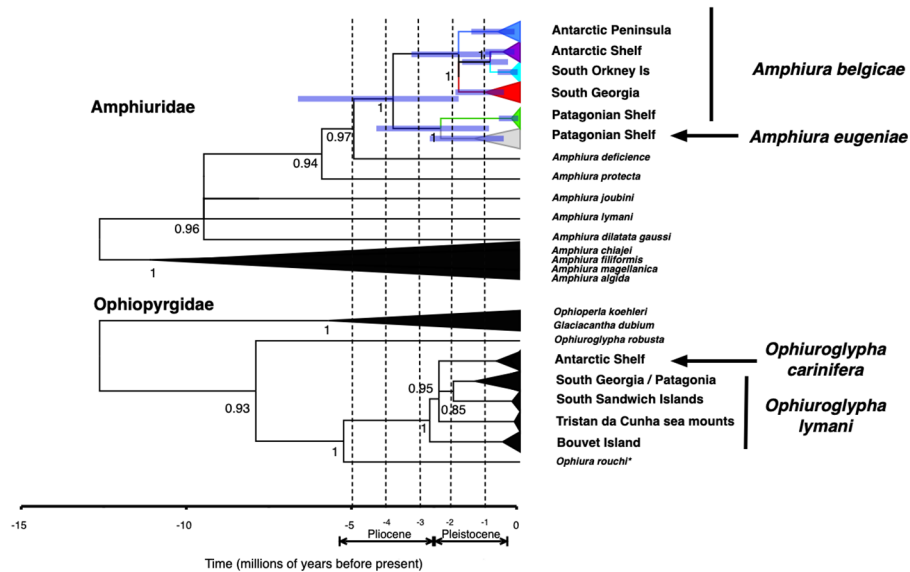 Amphiuridae
Antarctic Peninsula
Antarctic Shelf
South Orkney Is
South Georgia
Patagonian Shelf
Patagonian Shelf
Amphiura belgicae
Amphiura eugeniae
Amphiura deficience
Amphiura protecta
Amphiura joubini
Amphiura lymani
Amphiura dilatata gaussi
Amphiura chiajei
Amphiura filiformis
Amphiura magellanica
Amphiura algida
1
1
1
1
0.97
0.94
0.96
1
Ophiopyrgidae
Ophioperla koehleri
Glaciacantha dubium
Ophiuroglypha robusta
Antarctic Shelf
South Georgia / Patagonia
South Sandwich Islands
Tristan da Cunha sea mounts
Bouvet Island
Ophiura rouchi*
Ophiuroglypha
carinifera
Ophiuroglypha
lymani
1
0.95
0.85
0.93
1
1
-15
-10
-5
-4
-3
-2
-1
0
Pliocene
Pleistocene
Time (millions of years before present)